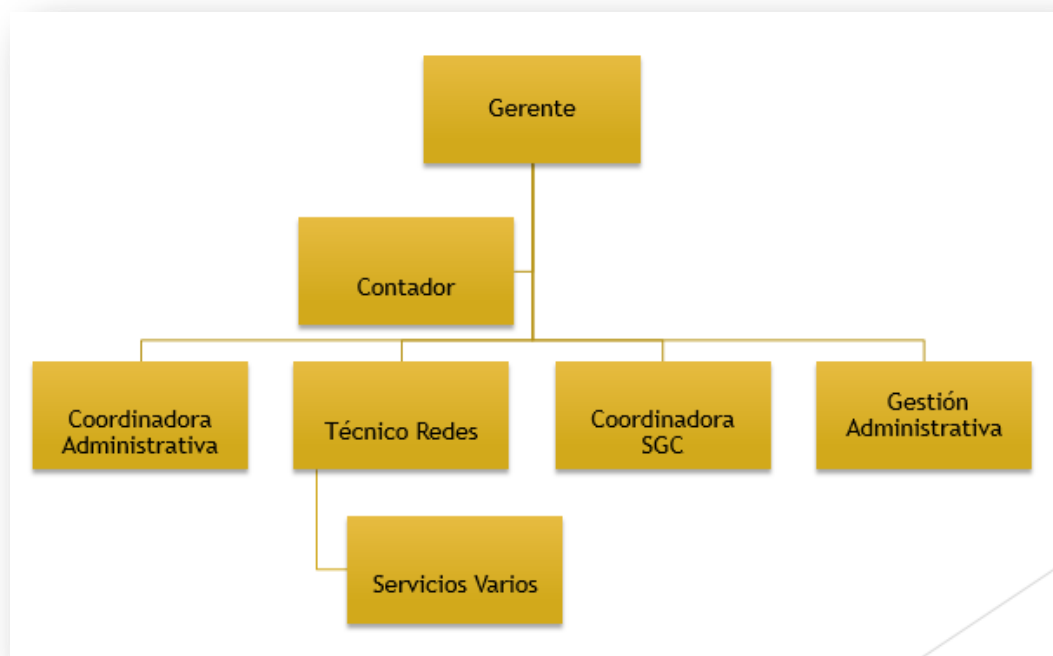 Gerente
Contador
Coordinadora
Administrativa
Técnico Redes
Coordinadora
SGC
Gestión
Administrativa
Servicios Varios